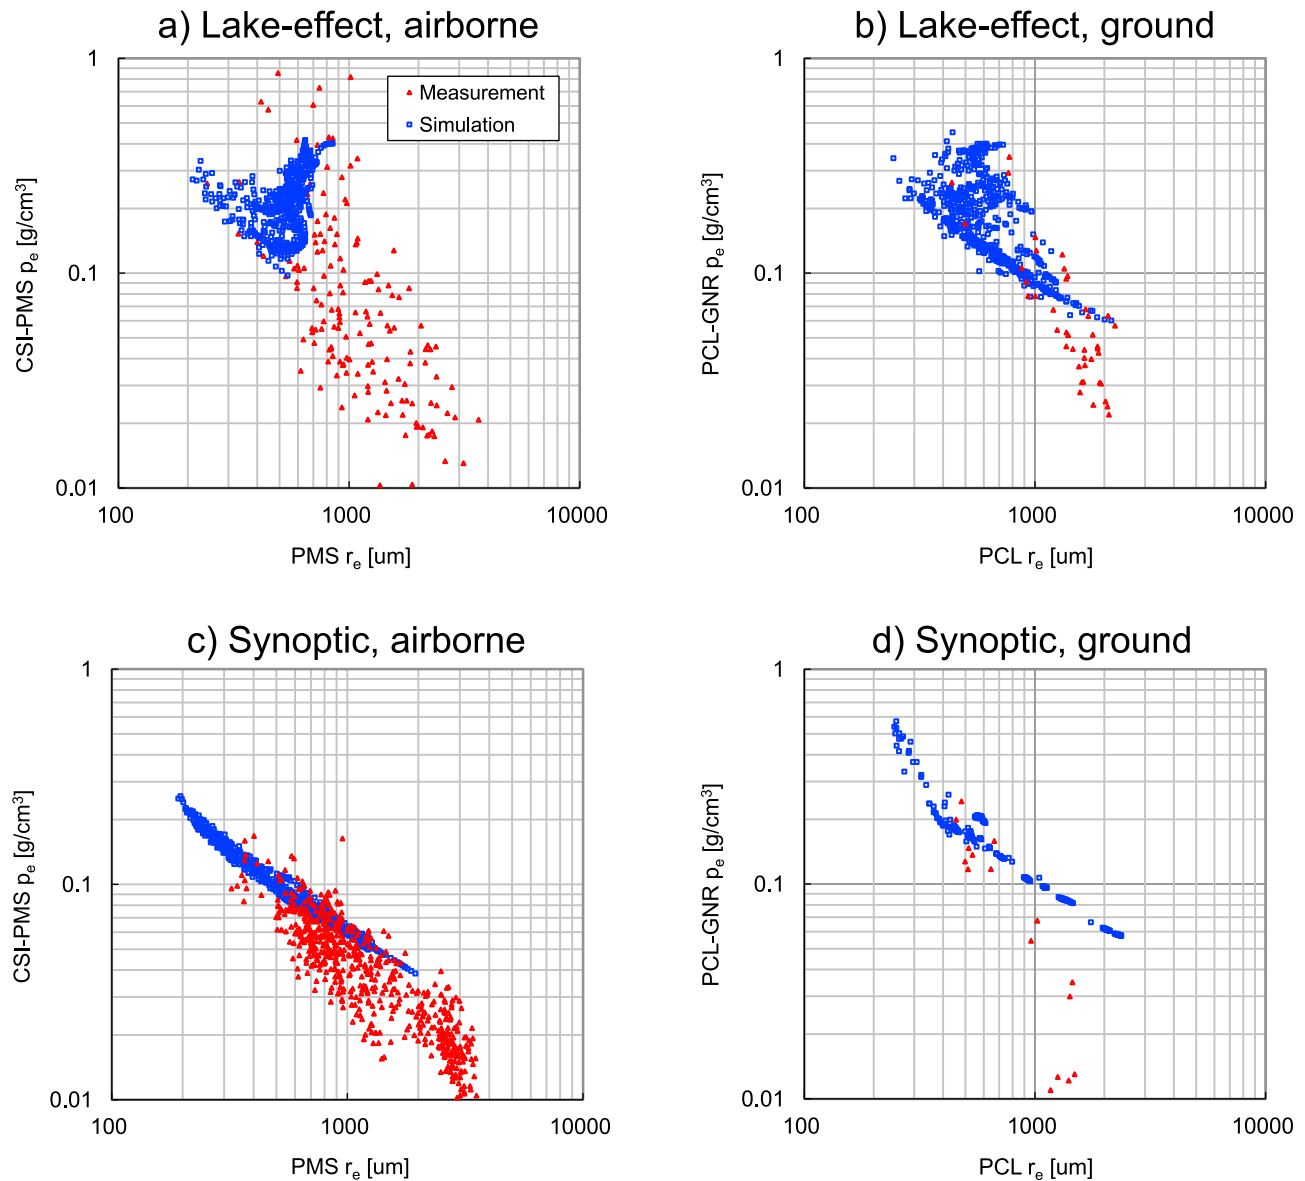 a) Lake-effect, airborne
1
0.1
0.01
100
1000
10000
CSI-PMS pe [g/cm³]
PMS re [um]
Measurement
Simulation
b) Lake-effect, ground
1
0.1
0.01
100
1000
10000
PCL-GNR pe [g/cm³]
PCL re [um]
c) Synoptic, airborne
1
0.1
0.01
100
1000
10000
CSI-PMS pe [g/cm³]
PMS re [um]
d) Synoptic, ground
1
0.1
0.01
100
1000
10000
PCL-GNR pe [g/cm³]
PCL re [um]